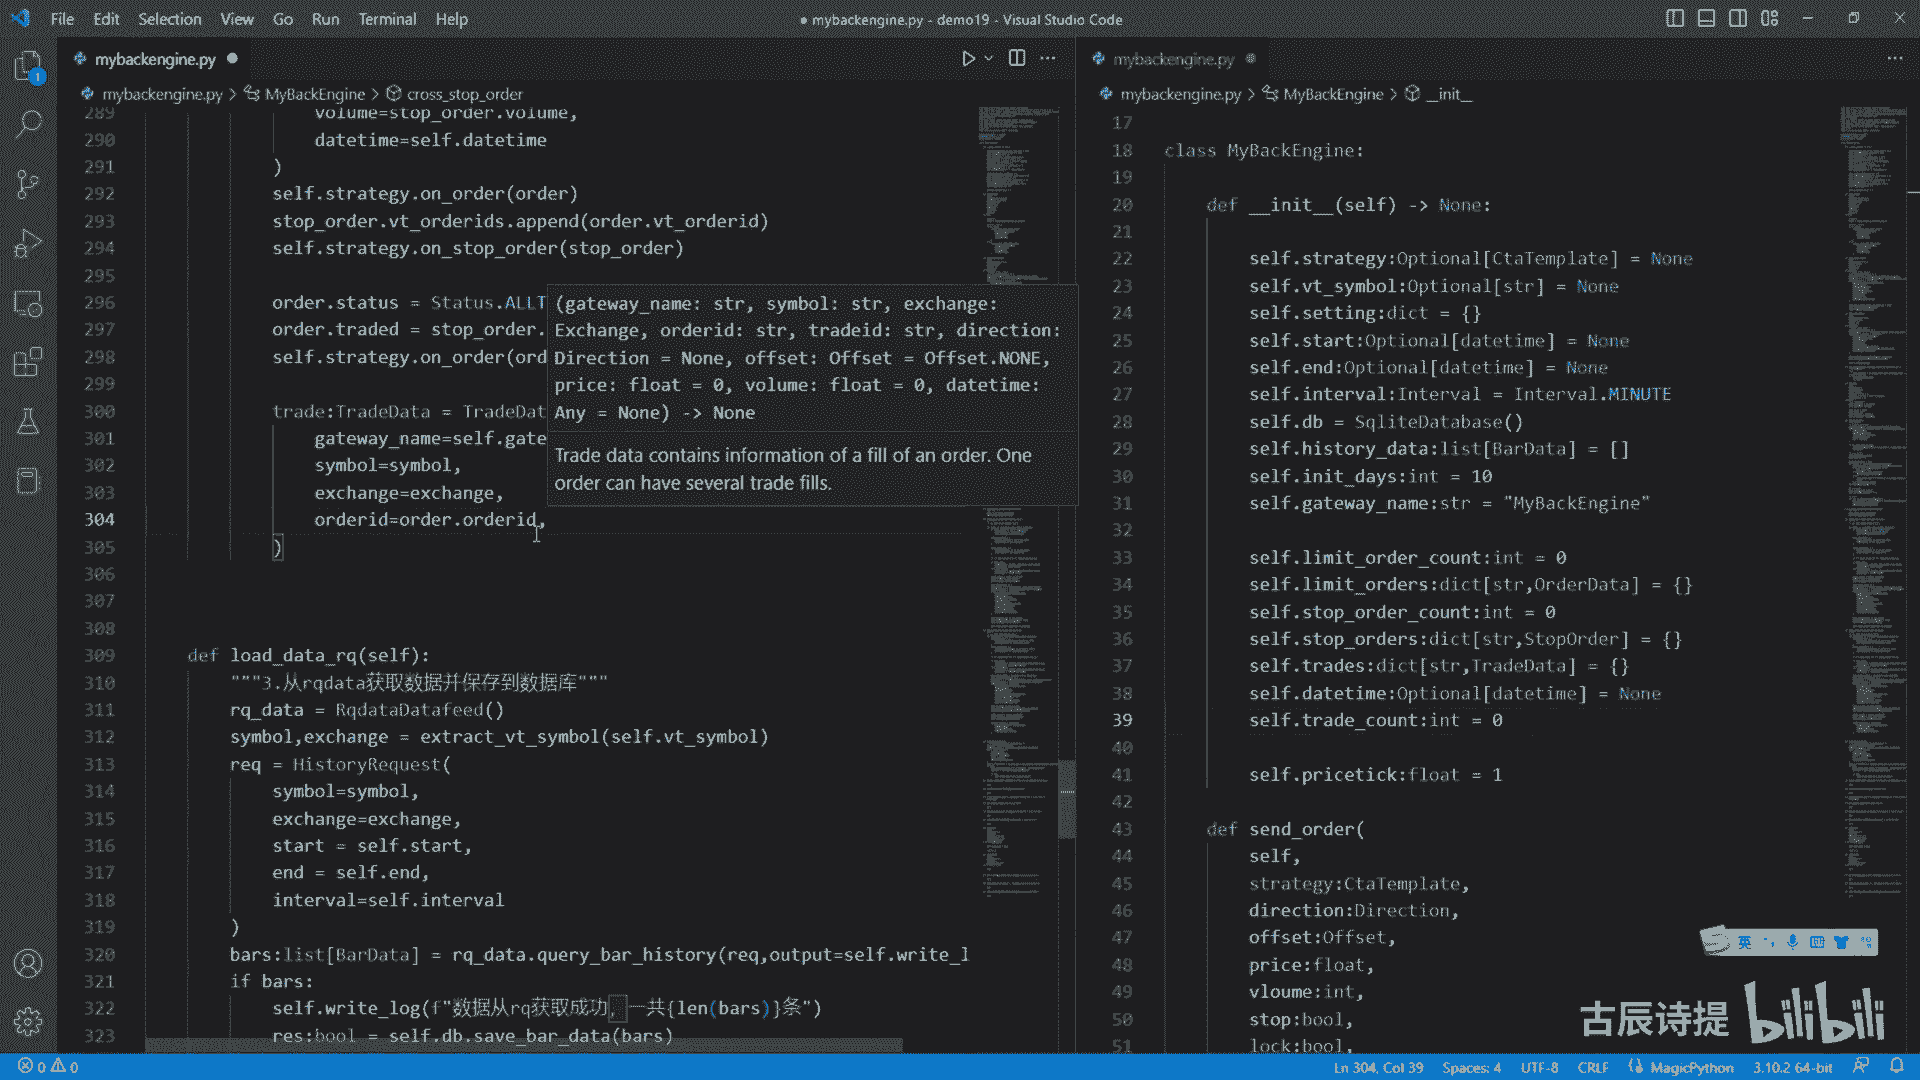 File Edit Selection View Go Run Terminal Help
● mybackengine.py - demo19 - Visual Studio Code
mybackengine.py
mybackengine.py > MyBackEngine > cross_stop_order
289 volume=stop_order.volume,
290 datetime=self.datetime
291 )
292 self.strategy.on_order(order)
293 stop_order.vt_orderids.append(order.vt_orderid)
294 self.strategy.on_stop_order(stop_order)
295
296 order.status = Status.ALLT
297 order.traded = stop_order.
298 self.strategy.on_order(ord
299
300 trade:TradeData = TradeDat
301 gateway_name=self.gate
302 symbol=symbol,
303 exchange=exchange,
304 orderid=order.orderid,
305 )
306
307
308
309 def load_data_rq(self):
310 """3.从rqdata获取数据并保存到数据库"""
311 rq_data = RqdataDatafeed()
312 symbol,exchange = extract_vt_symbol(self.vt_symbol)
313 req = HistoryRequest(
314 symbol=symbol,
315 exchange=exchange,
316 start = self.start,
317 end = self.end,
318 interval=self.interval
319 )
320 bars:list[BarData] = rq_data.query_bar_history(req,output=self.write_l
321 if bars:
322 self.write_log(f"数据从rq获取成功，一共{len(bars)}条")
323 res:bool = self.db.save_bar_data(bars)
(gateway_name: str, symbol: str, exchange:
Exchange, orderid: str, tradeid: str, direction:
Direction = None, offset: Offset = Offset.NONE,
price: float = 0, volume: float = 0, datetime:
Any = None) -> None
Trade data contains information of a fill of an order. One
order can have several trade fills.
mybackengine.py
mybackengine.py > MyBackEngine > __init__
17
18 class MyBackEngine:
19
20 def __init__(self) -> None:
21
22 self.strategy:Optional[CtaTemplate] = None
23 self.vt_symbol:Optional[str] = None
24 self.setting:dict = {}
25 self.start:Optional[datetime] = None
26 self.end:Optional[datetime] = None
27 self.interval:Interval = Interval.MINUTE
28 self.db = SqliteDatabase()
29 self.history_data:list[BarData] = []
30 self.init_days:int = 10
31 self.gateway_name:str = "MyBackEngine"
32
33 self.limit_order_count:int = 0
34 self.limit_orders:dict[str,OrderData] = {}
35 self.stop_order_count:int = 0
36 self.stop_orders:dict[str,StopOrder] = {}
37 self.trades:dict[str,TradeData] = {}
38 self.datetime:Optional[datetime] = None
39 self.trade_count:int = 0
40
41 self.pricetick:float = 1
42
43 def send_order(
44 self,
45 strategy:CtaTemplate,
46 direction:Direction,
47 offset:Offset,
48 price:float,
49 vloume:int,
50 stop:bool,
51 lock:bool,
1
英
古辰诗提 bilibili
0 0
Ln 304, Col 39 Spaces: 4 UTF-8 CRLF MagicPython 3.10.2 64-bit